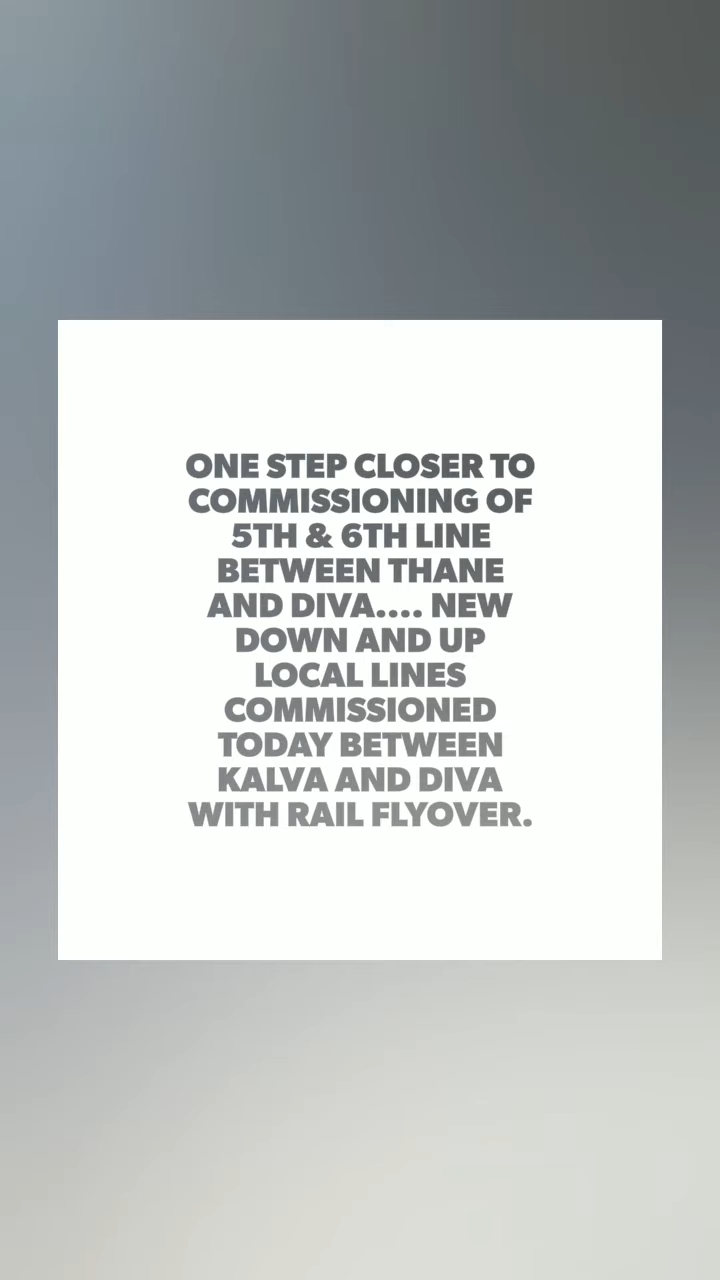 ONE STEP CLOSER TO
COMMISSIONING OF
5TH & 6TH LINE
BETWEEN THANE
AND DIVA.... NEW
DOWN AND UP
LOCAL LINES
COMMISSIONED
TODAY BETWEEN
KALVA AND DIVA
WITH RAIL FLYOVER.